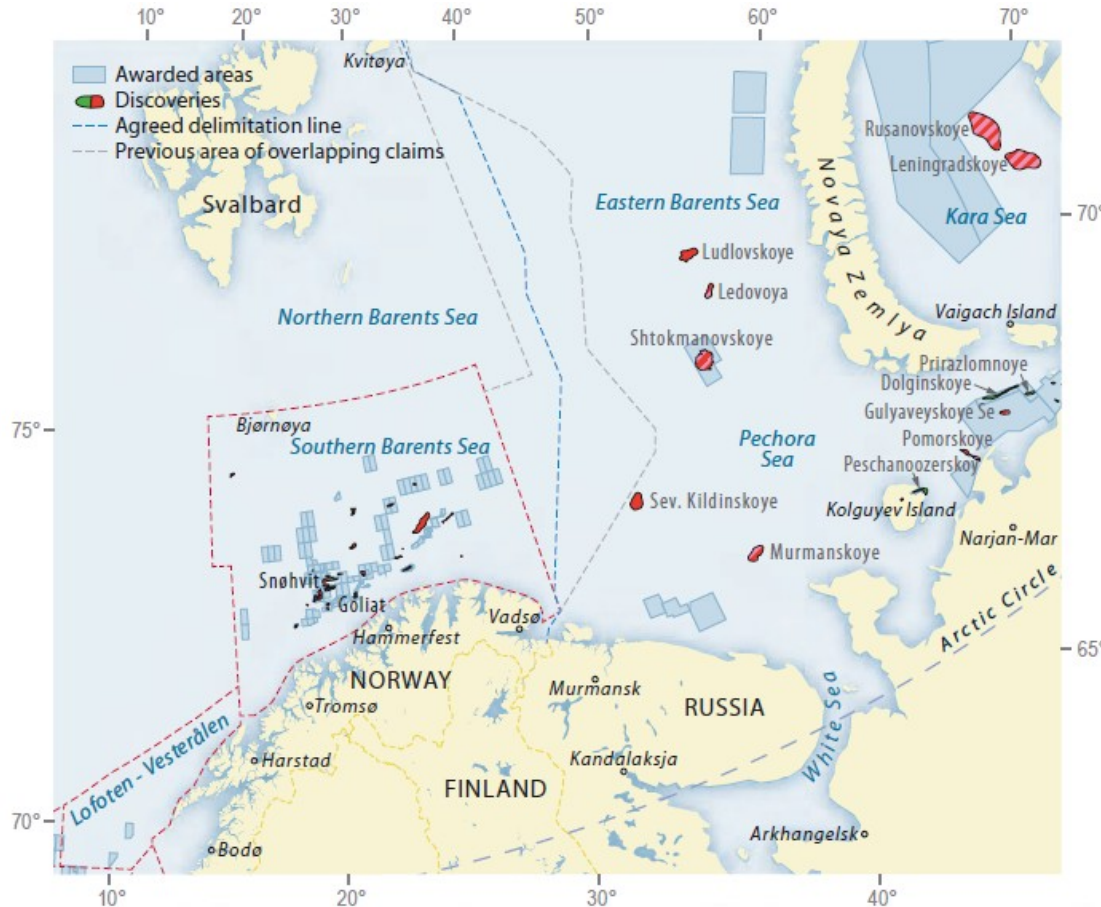 10° 20° 30° 40° 50° 60° 70°
Kvitøya
Awarded areas
Discoveries
Agreed delimitation line
Previous area of overlapping claims
Rusanovskoye
Leningradskoye
Svalbard
Eastern Barents Sea
Novaya Zemlya
Kara Sea
70°
Ludlovskoye
Ledovoya
Northern Barents Sea
Vaigach Island
Shtokmanovskoye
Prirazlomnoye
Dolginskoye
Gulyaveyskoye Se
Bjørnøya
75°
Southern Barents Sea
Pechora
Sea
Pomorskoye
Peschanoozerskoy
Sev. Kildinskoye
Kolguyev Island
Narjan-Mar
Murmanskoye
Snøhvit
Goliat
Vadsø
Hammerfest
Arctic Circle
65°
NORWAY
Murmansk
RUSSIA
Tromsø
White Sea
Harstad
Kandalaksja
Lofoten - Vesterålen
FINLAND
70°
Bodø
Arkhangelsk
10° 20° 30° 40°